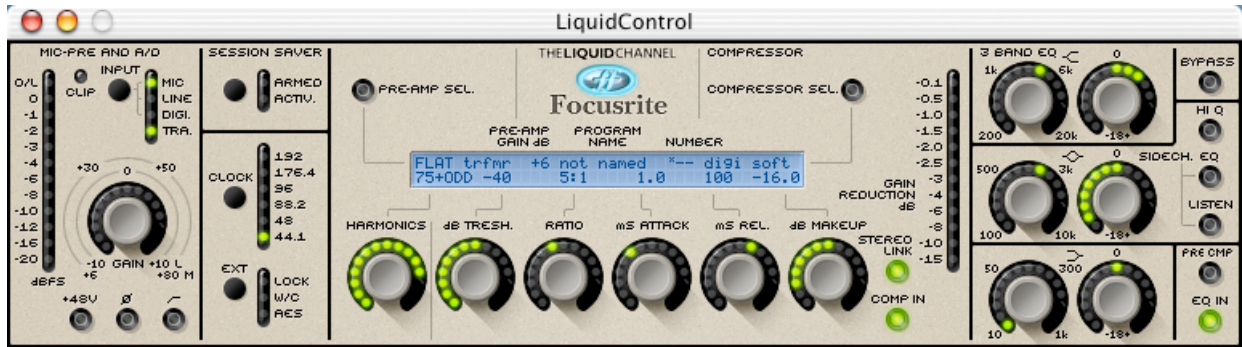 LiquidControl
MIC-PRE AND A/D
O/L
0
-1
-2
-3
-4
-6
-8
-10
-12
-16
-20
dBFS
CLIP
INPUT
MIC
LINE
DIGI.
TRA.
+30 0 +50
-10 GAIN +10 L
+6 +80 M
+48V Ø
SESSION SAVER
ARMED
ACTIV.
CLOCK
192
176.4
96
88.2
48
44.1
EXT
LOCK
W/C
AES
THE LIQUID CHANNEL
Focusrite
PRE-AMP SEL.
COMPRESSOR
COMPRESSOR SEL.
PRE-AMP GAIN dB
PROGRAM NAME
NUMBER
FLAT trfmr +6 not named *-- digi soft
75+ODD -40 5:1 1.0 100 -16.0
HARMONICS
dB TRESH.
RATIO
mS ATTACK
mS REL.
dB MAKEUP
GAIN REDUCTION dB
-0.1
-0.5
-1.0
-1.5
-2.0
-2.5
-3
-4
-6
-8
-10
-15
STEREO LINK
COMP IN
3 BAND EQ
1k 6k 0
200 20k -18+
500 3k 0
100 10k -18+
50 300 0
10 1k -18+
BYPASS
HI Q
SIDECH. EQ
LISTEN
PRE CMP
EQ IN